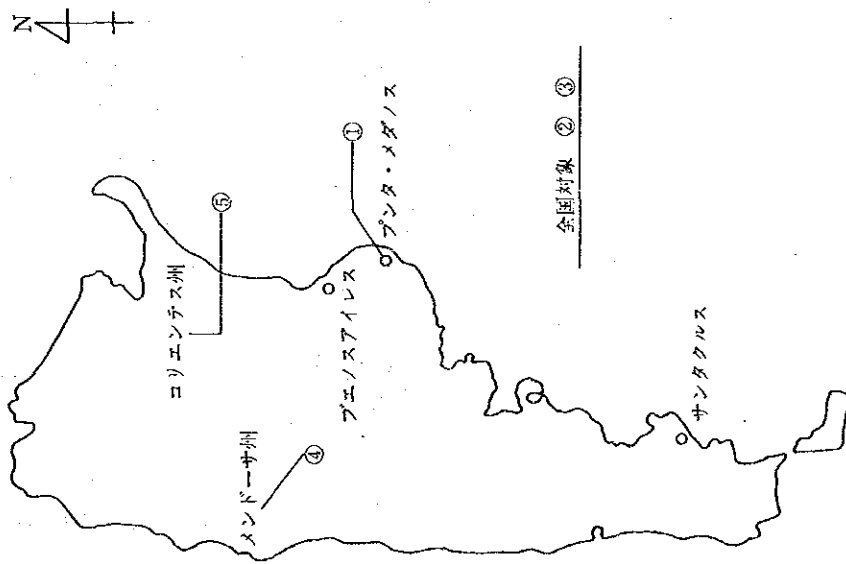 N
⑤
コリエンテス州
①
プンタ・メダノス
ブエノスアイレス
メンドーサ州
④
全国対象 ② ③
サンタクルス